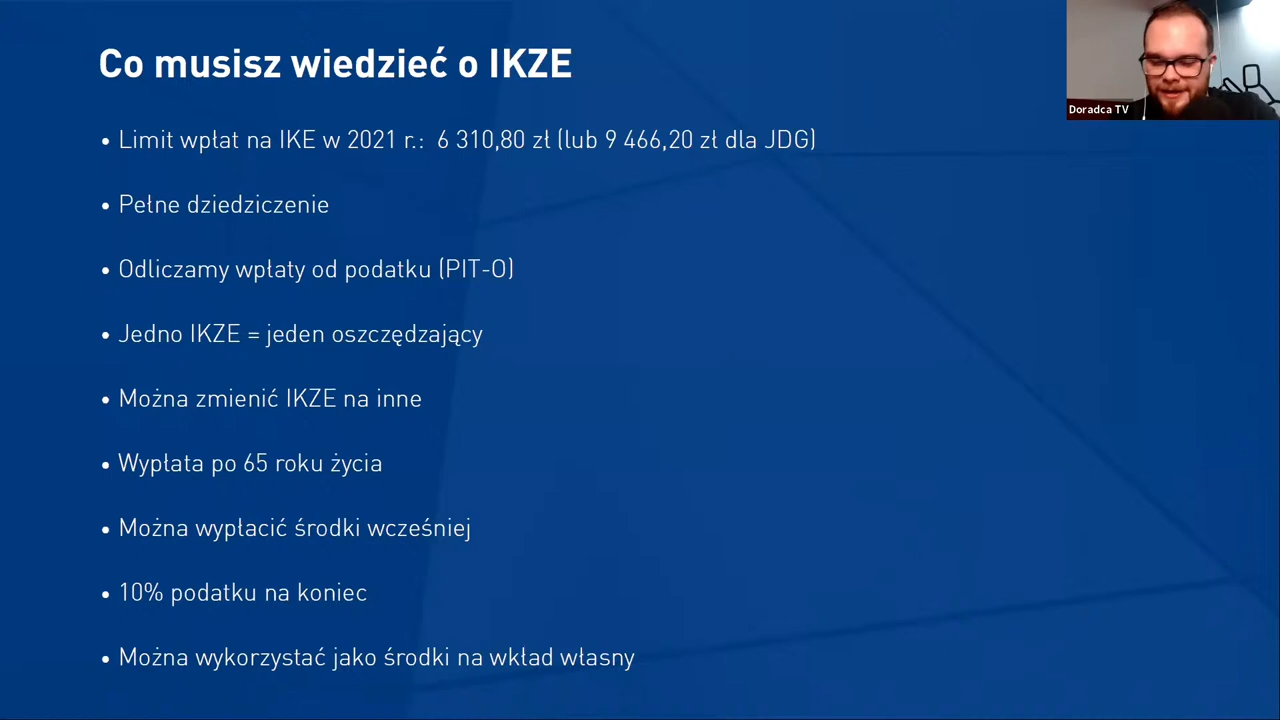 Co musisz wiedzieć o IKZE
Doradca TV
• Limit wpłat na IKE w 2021 r.: 6 310,80 zł (lub 9 466,20 zł dla JDG)
• Pełne dziedziczenie
• Odliczamy wpłaty od podatku (PIT-O)
• Jedno IKZE = jeden oszczędzający
• Można zmienić IKZE na inne
• Wypłata po 65 roku życia
• Można wypłacić środki wcześniej
• 10% podatku na koniec
• Można wykorzystać jako środki na wkład własny